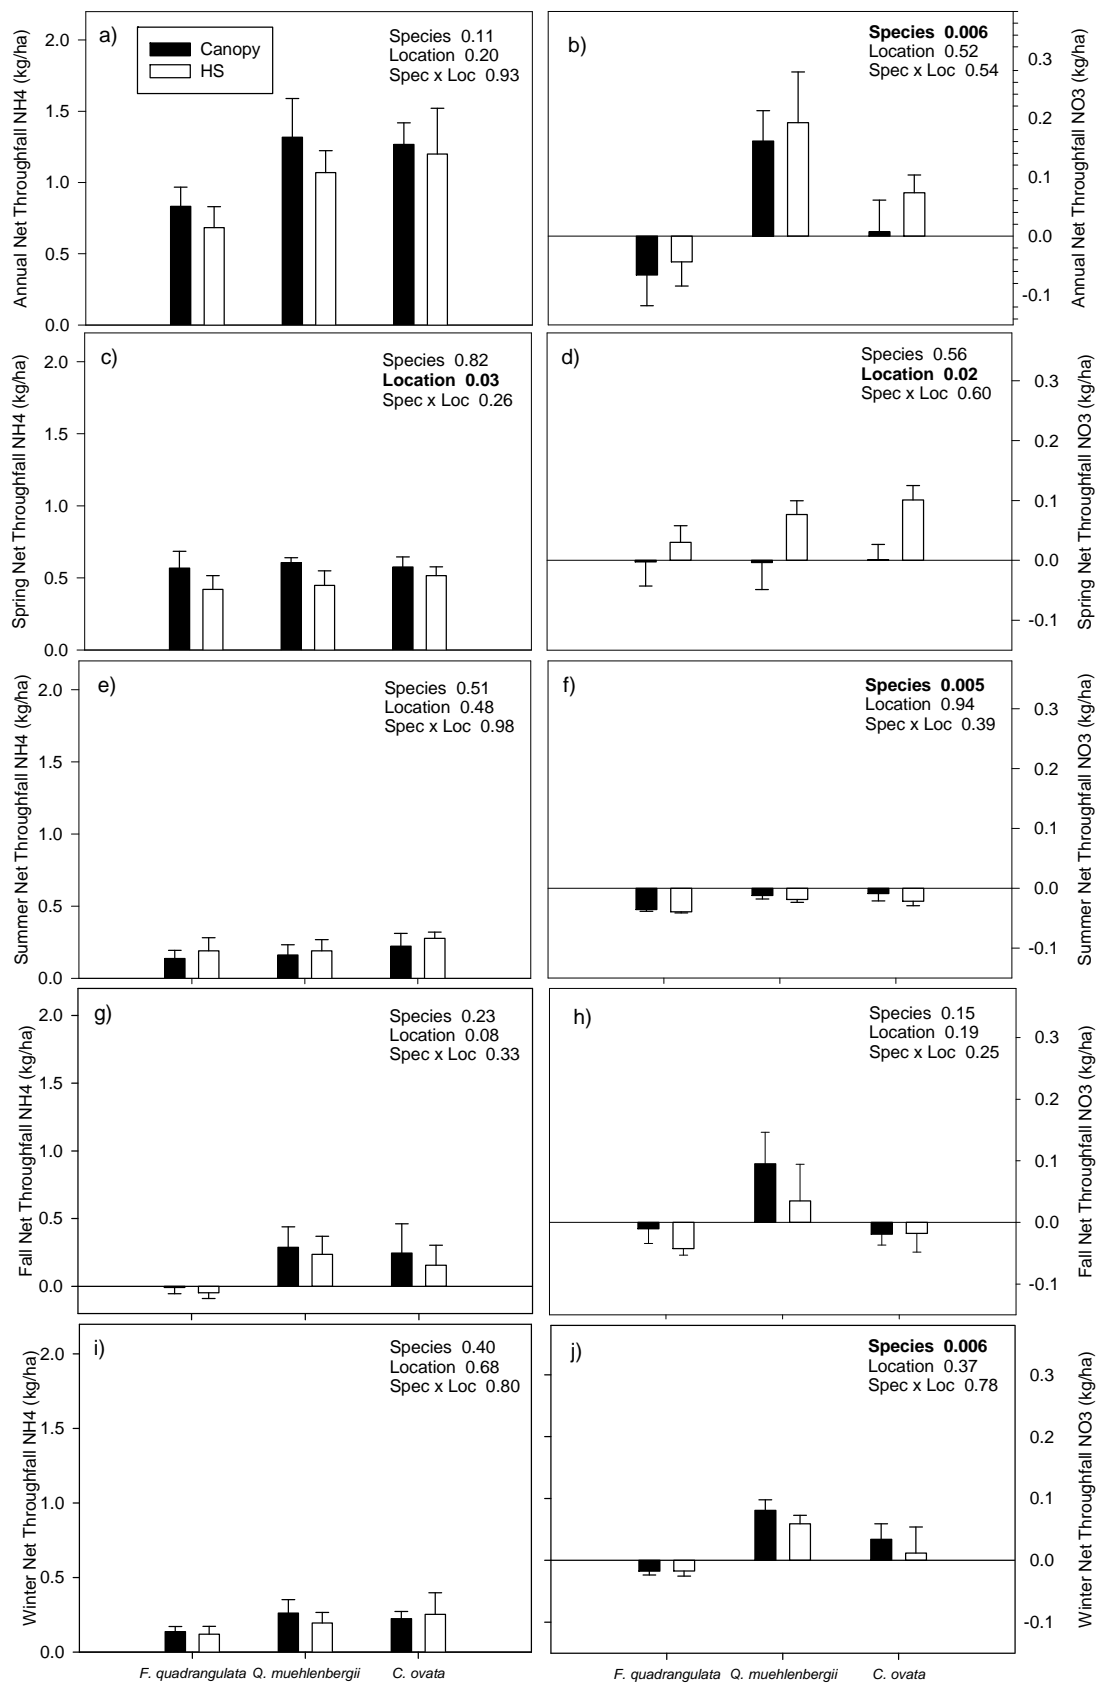 a)
Canopy
HS
Species 0.11
Location 0.20
Spec x Loc 0.93
2.0
1.5
1.0
0.5
0.0
Annual Net Throughfall NH4 (kg/ha)
b)
Species 0.006
Location 0.52
Spec x Loc 0.54
0.3
0.2
0.1
0.0
-0.1
Annual Net Throughfall NO3 (kg/ha)
c)
Species 0.82
Location 0.03
Spec x Loc 0.26
2.0
1.5
1.0
0.5
0.0
Spring Net Throughfall NH4 (kg/ha)
d)
Species 0.56
Location 0.02
Spec x Loc 0.60
0.3
0.2
0.1
0.0
-0.1
Spring Net Throughfall NO3 (kg/ha)
e)
Species 0.51
Location 0.48
Spec x Loc 0.98
2.0
1.5
1.0
0.5
0.0
Summer Net Throughfall NH4 (kg/ha)
f)
Species 0.005
Location 0.94
Spec x Loc 0.39
0.3
0.2
0.1
0.0
-0.1
Summer Net Throughfall NO3 (kg/ha)
g)
Species 0.23
Location 0.08
Spec x Loc 0.33
2.0
1.5
1.0
0.5
0.0
Fall Net Throughfall NH4 (kg/ha)
h)
Species 0.15
Location 0.19
Spec x Loc 0.25
0.3
0.2
0.1
0.0
-0.1
Fall Net Throughfall NO3 (kg/ha)
i)
Species 0.40
Location 0.68
Spec x Loc 0.80
2.0
1.5
1.0
0.5
0.0
Winter Net Throughfall NH4 (kg/ha)
j)
Species 0.006
Location 0.37
Spec x Loc 0.78
0.3
0.2
0.1
0.0
-0.1
Winter Net Throughfall NO3 (kg/ha)
F. quadrangulata Q. muehlenbergii C. ovata
F. quadrangulata Q. muehlenbergii C. ovata